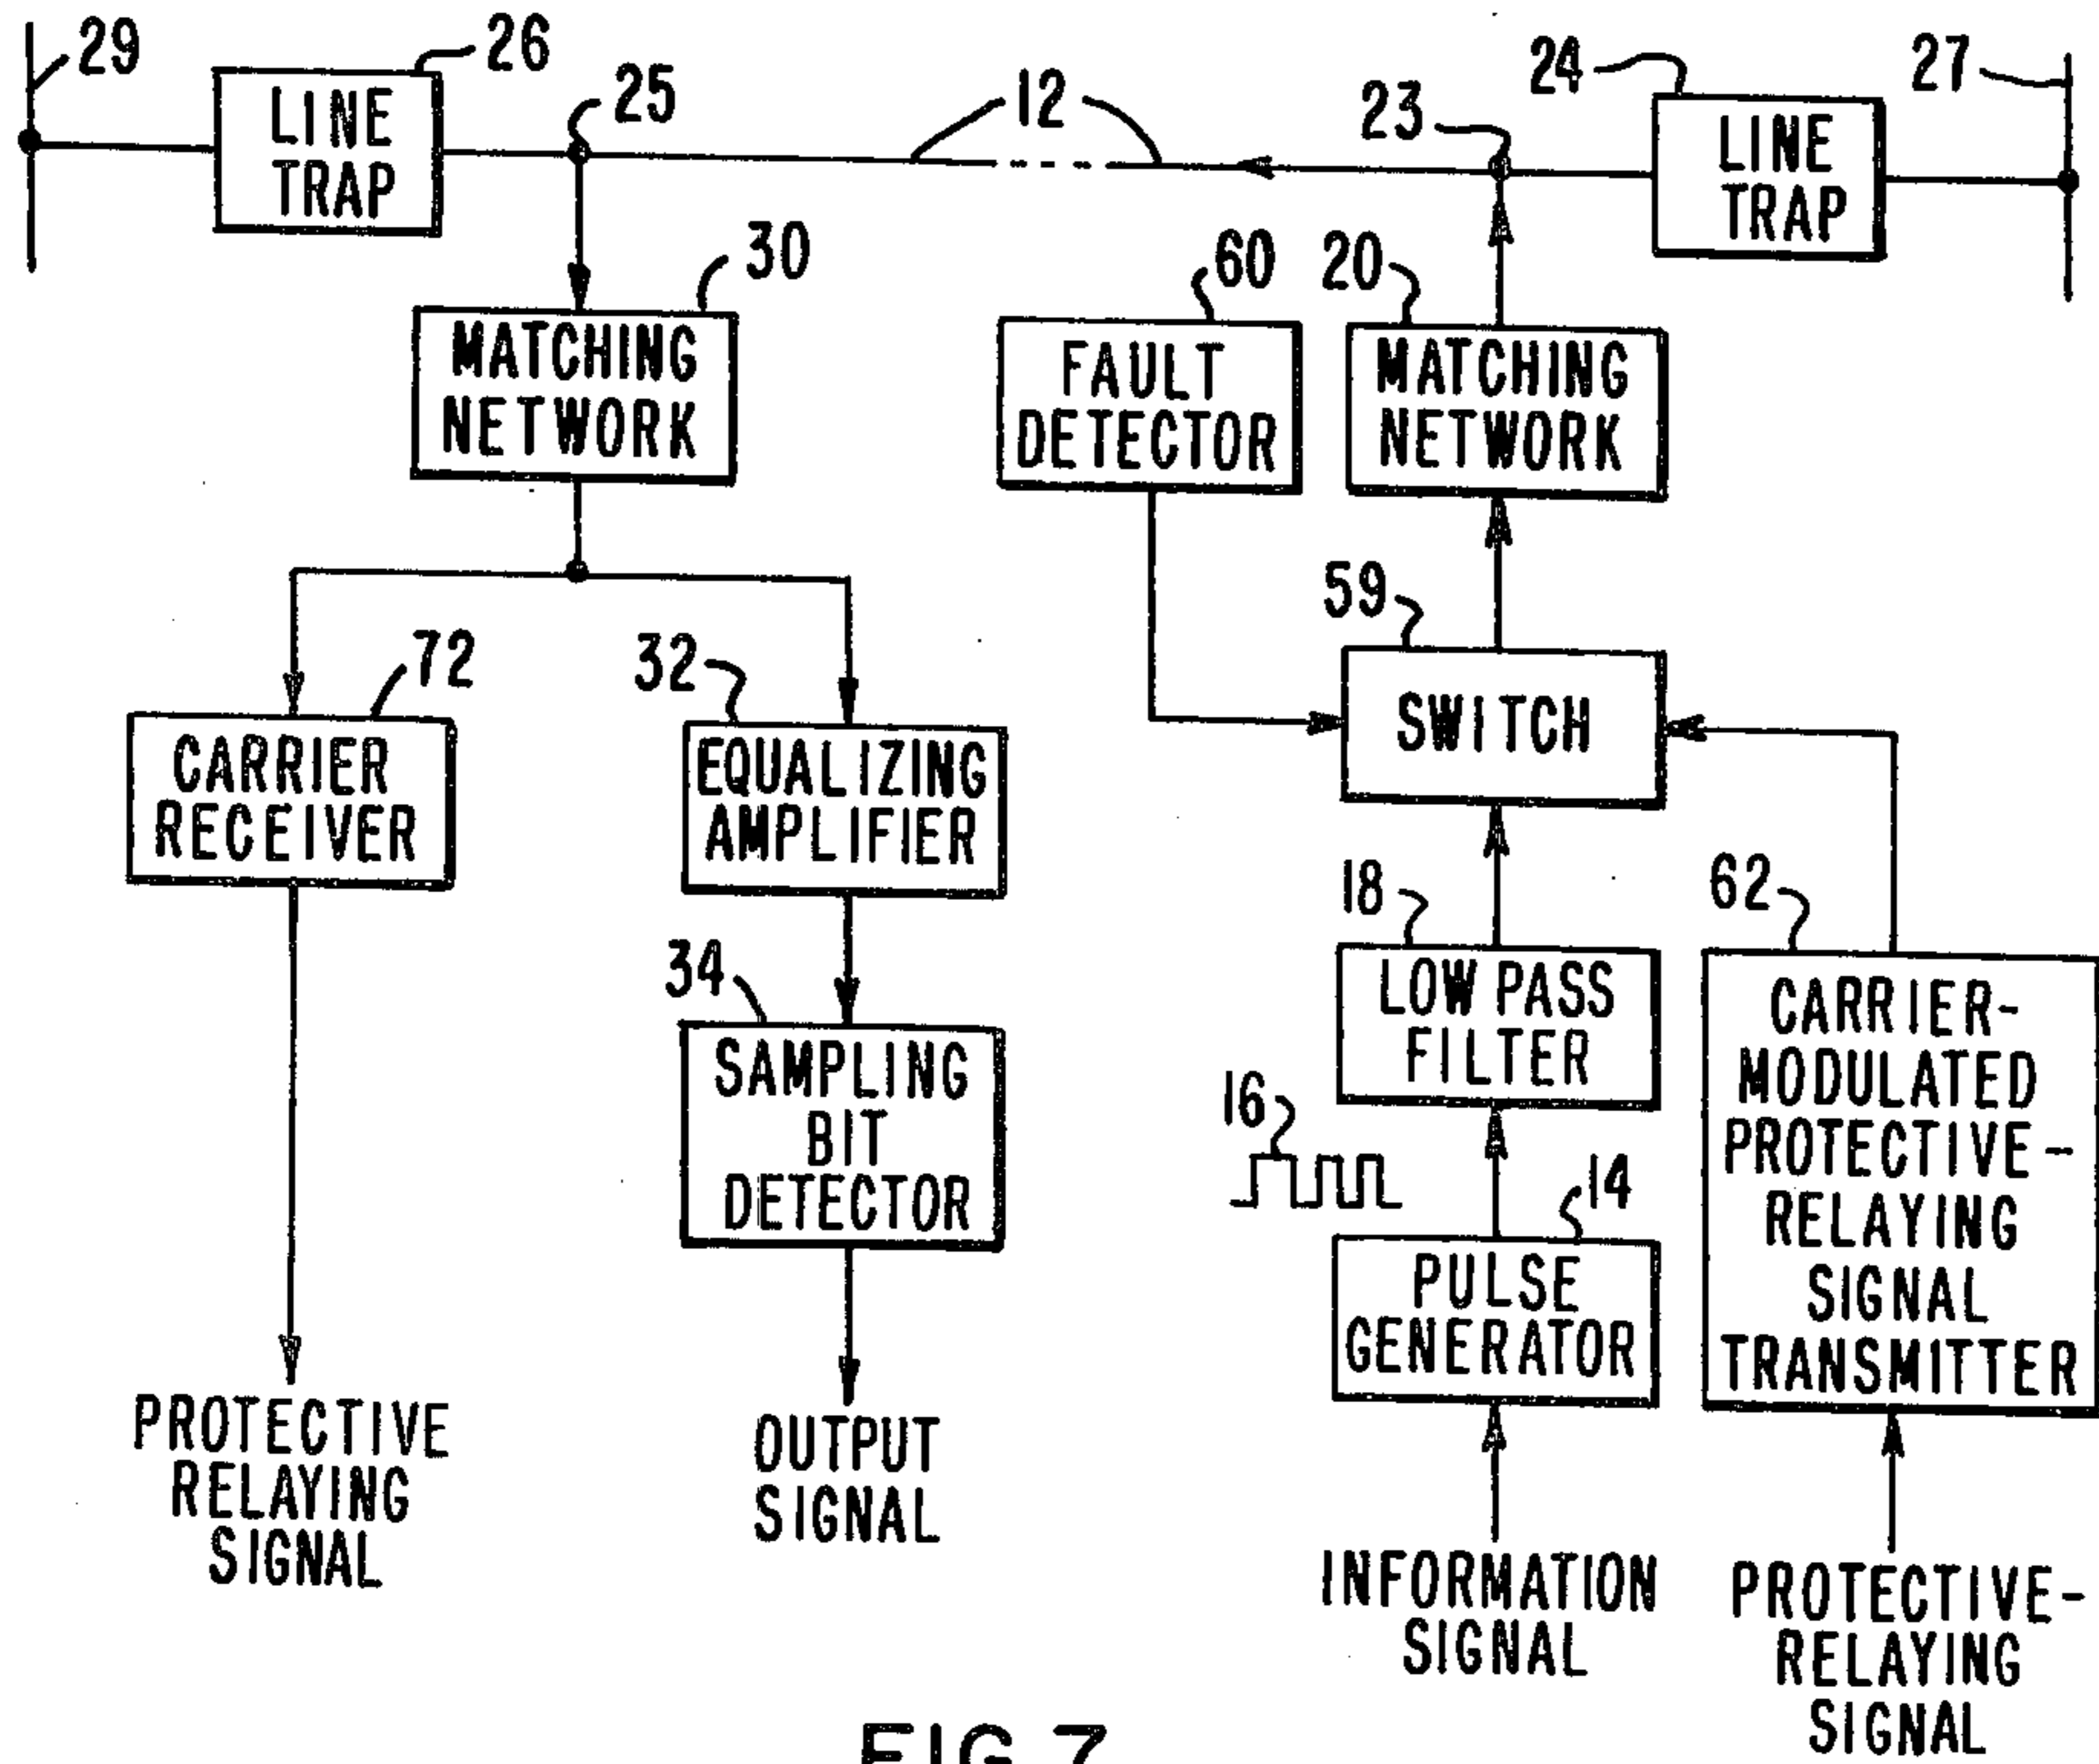 29
26
25
12
23
24
27
LINE
TRAP
LINE
TRAP
30
60
20
MATCHING
NETWORK
FAULT
DETECTOR
MATCHING
NETWORK
59
72
32
SWITCH
CARRIER
RECEIVER
EQUALIZING
AMPLIFIER
18
62
34
LOW PASS
FILTER
CARRIER-
MODULATED
PROTECTIVE-
RELAYING
SIGNAL
TRANSMITTER
SAMPLING
BIT
DETECTOR
16
14
PULSE
GENERATOR
PROTECTIVE
RELAYING
SIGNAL
OUTPUT
SIGNAL
INFORMATION
SIGNAL
PROTECTIVE-
RELAYING
SIGNAL
FIG. 7